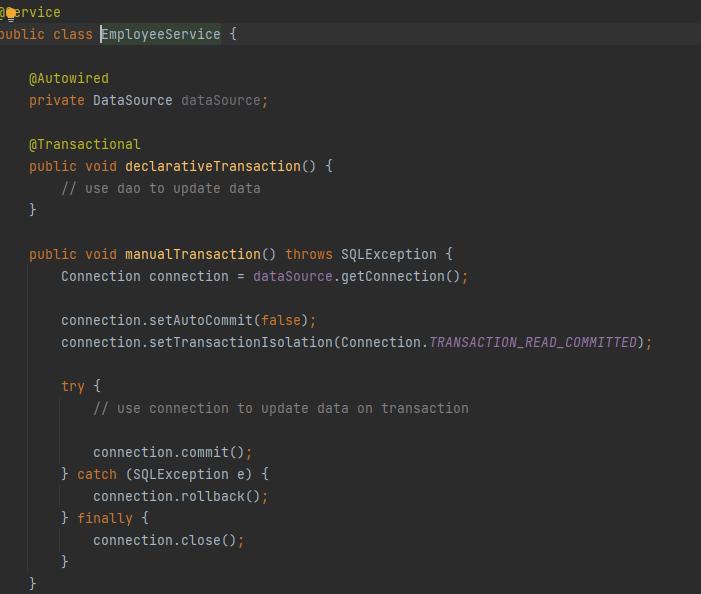 @Service
public class EmployeeService {
@Autowired
private DataSource dataSource;
@Transactional
public void declarativeTransaction() {
// use dao to update data
}
public void manualTransaction() throws SQLException {
Connection connection = dataSource.getConnection();
connection.setAutoCommit(false);
connection.setTransactionIsolation(Connection.TRANSACTION_READ_COMMITTED);
try {
// use connection to update data on transaction
connection.commit();
} catch (SQLException e) {
connection.rollback();
} finally {
connection.close();
}
}